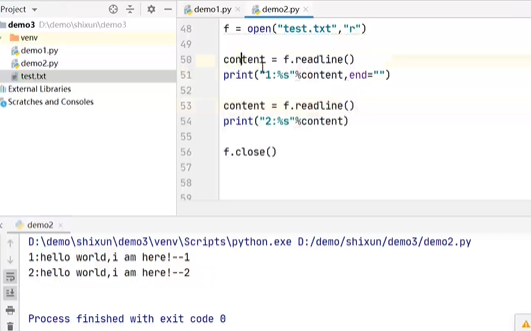 Project
demo3 D:\demo\shixun\demo3
venv
demo1.py
demo2.py
test.txt
External Libraries
Scratches and Consoles
demo1.py
demo2.py
48 f = open("test.txt","r")
49
50 content = f.readline()
51 print("1:%s"%content,end="")
52
53 content = f.readline()
54 print("2:%s"%content)
55
56 f.close()
57
58
59
demo2
D:\demo\shixun\demo3\venv\Scripts\python.exe D:/demo/shixun/demo3/demo2.py
1:hello world,i am here!--1
2:hello world,i am here!--2
Process finished with exit code 0